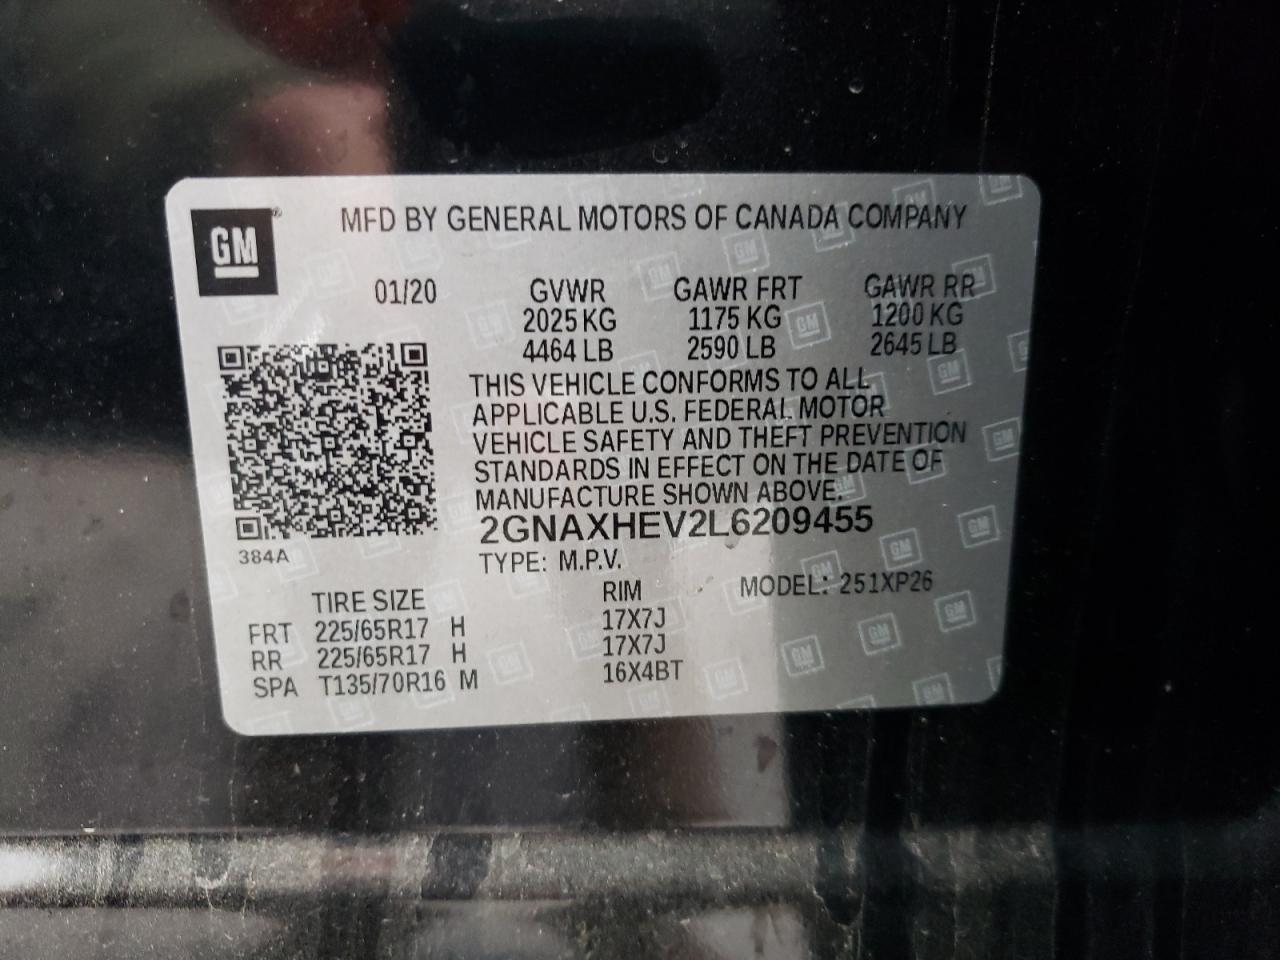 GM
MFD BY GENERAL MOTORS OF CANADA COMPANY
01/20 GVWR GAWR FRT GAWR RR
2025 KG 1175 KG 1200 KG
4464 LB 2590 LB 2645 LB
THIS VEHICLE CONFORMS TO ALL
APPLICABLE U.S. FEDERAL MOTOR
VEHICLE SAFETY AND THEFT PREVENTION
STANDARDS IN EFFECT ON THE DATE OF
MANUFACTURE SHOWN ABOVE.
2GNAXHEV2L6209455
384A
TYPE: M.P.V.
TIRE SIZE RIM MODEL: 251XP26
FRT 225/65R17 H 17X7J
RR 225/65R17 H 17X7J
SPA T135/70R16 M 16X4BT